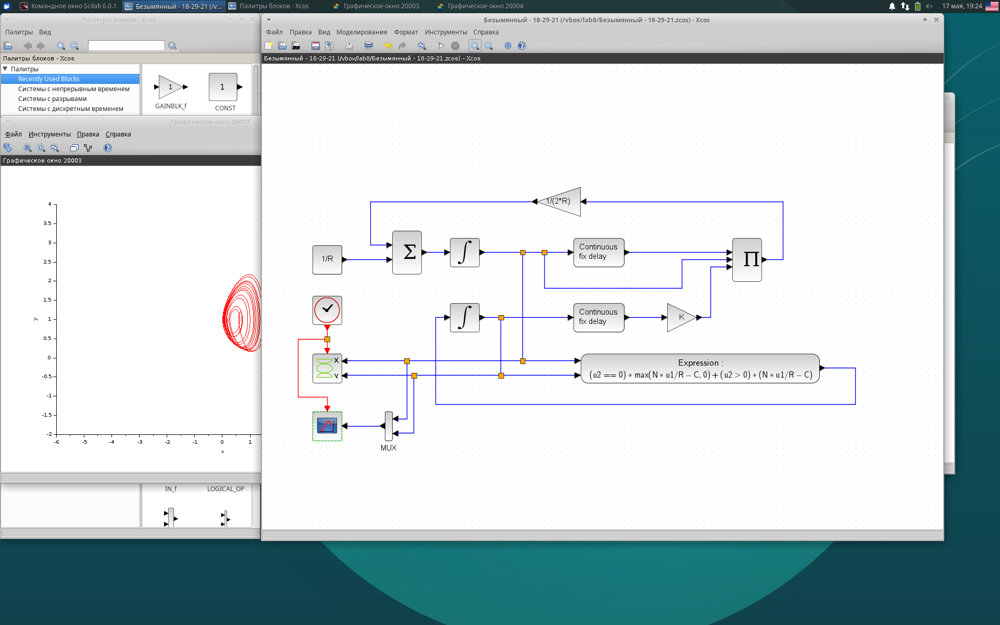 Командное окно Scilab 6.0.1
Безымянный - 18-29-21 (/v...
Палитры блоков - Xcos
Графическое окно 20003
Графическое окно 20004
17 мая, 19:24
Палитры блоков - Xcos
Палитры Вид
Палитры блоков - Xcos
Палитры
Recently Used Blocks
Системы с непрерывным временем
Системы с разрывами
Системы с дискретным временем
1
GAINBLK_f
1
CONST
Графическое окно 20003
Файл Инструменты Правка Справка
Графическое окно 20003
4
3.5
3
2.5
2
1.5
1
0.5
0
-0.5
-1
-1.5
-2
y
-6 -5 -4 -3 -2 -1 0 1
x
IN_f
LOGICAL_OP
Безымянный - 18-29-21 (/vbox/lab8/Безымянный - 18-29-21.zcos) - Xcos
Файл Правка Вид Моделирование Формат Инструменты Справка
Безымянный - 18-29-21 (/vbox/lab8/Безымянный - 18-29-21.zcos) - Xcos
1/(2*R)
1/R
Σ
∫
Continuous
fix delay
Π
∫
Continuous
fix delay
K
X
Y
Expression :
(u2 == 0) ∗ max(N ∗ u1/R − C, 0) + (u2 > 0) ∗ (N ∗ u1/R − C)
MUX